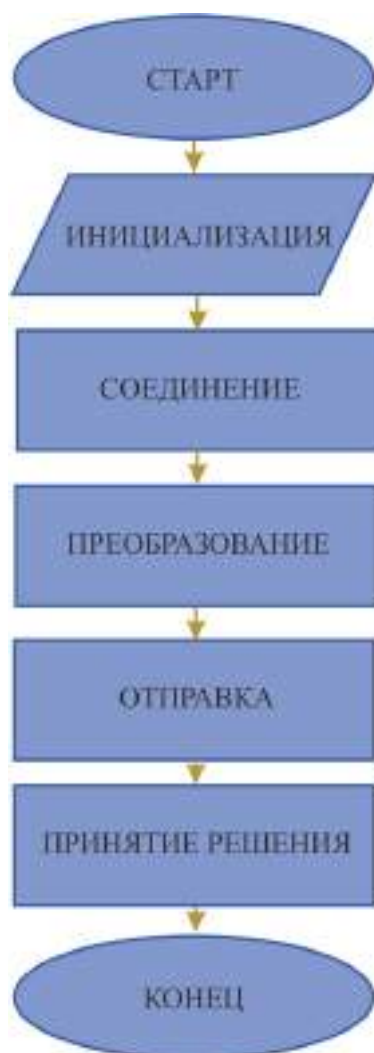 СТАРТ
ИНИЦИАЛИЗАЦИЯ
СОЕДИНЕНИЕ
ПРЕОБРАЗОВАНИЕ
ОТПРАВКА
ПРИНЯТИЕ РЕШЕНИЯ
КОНЕЦ